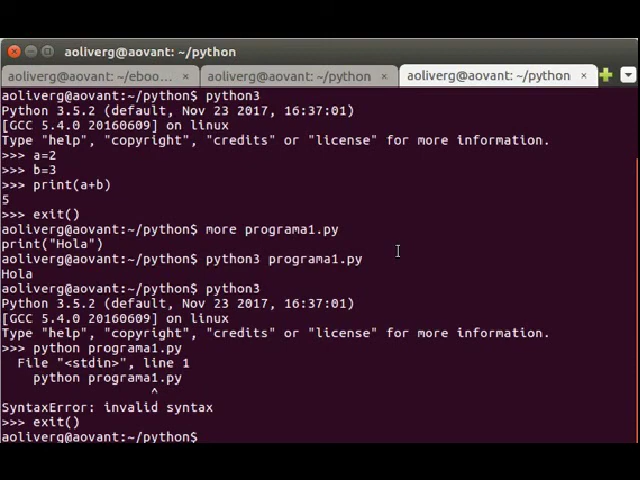 aoliverg@aovant: ~/python
aoliverg@aovant: ~/eboo... × aoliverg@aovant: ~/python × aoliverg@aovant: ~/python ×
aoliverg@aovant:~/python$ python3
Python 3.5.2 (default, Nov 23 2017, 16:37:01)
[GCC 5.4.0 20160609] on linux
Type "help", "copyright", "credits" or "license" for more information.
>>> a=2
>>> b=3
>>> print(a+b)
5
>>> exit()
aoliverg@aovant:~/python$ more programa1.py
print("Hola")
aoliverg@aovant:~/python$ python3 programa1.py
Hola
aoliverg@aovant:~/python$ python3
Python 3.5.2 (default, Nov 23 2017, 16:37:01)
[GCC 5.4.0 20160609] on linux
Type "help", "copyright", "credits" or "license" for more information.
>>> python programa1.py
  File "<stdin>", line 1
    python programa1.py
                   ^
SyntaxError: invalid syntax
>>> exit()
aoliverg@aovant:~/python$